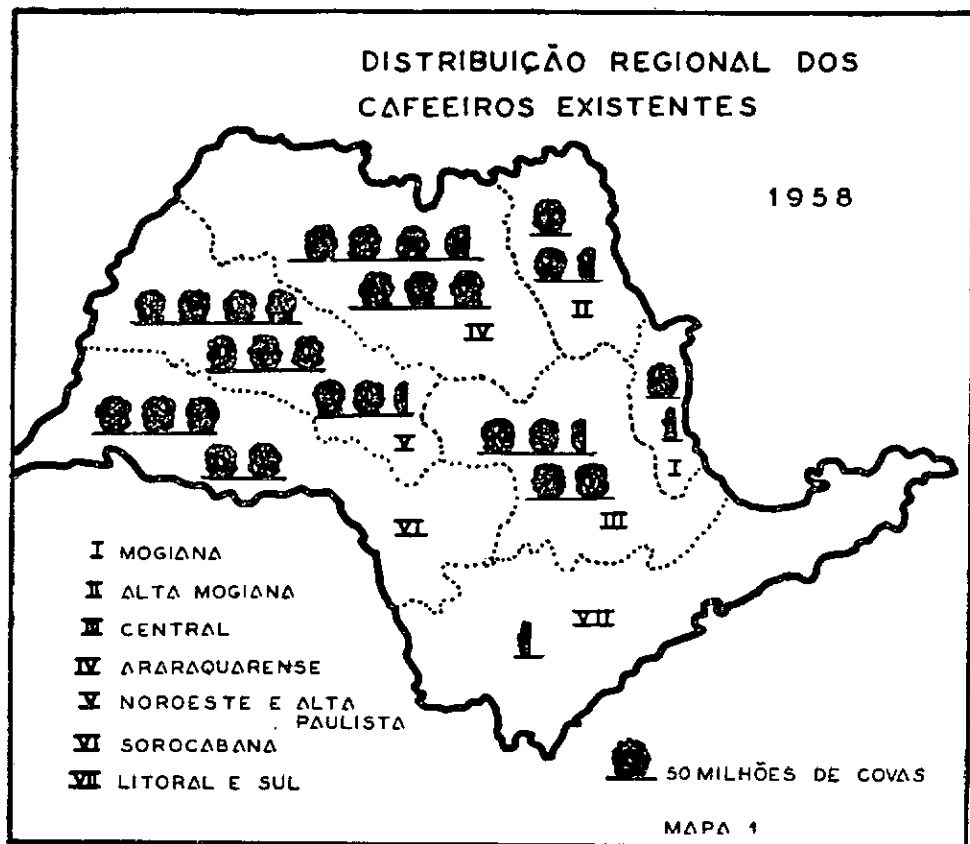 DISTRIBUIÇÃO REGIONAL DOS
CAFEEIROS EXISTENTES
1958
II
IV
V
I
VI
III
VII
I MOGIANA
II ALTA MOGIANA
III CENTRAL
IV ARARAQUARENSE
V NOROESTE E ALTA
PAULISTA
VI SOROCABANA
VII LITORAL E SUL
50 MILHÕES DE COVAS
MAPA 1